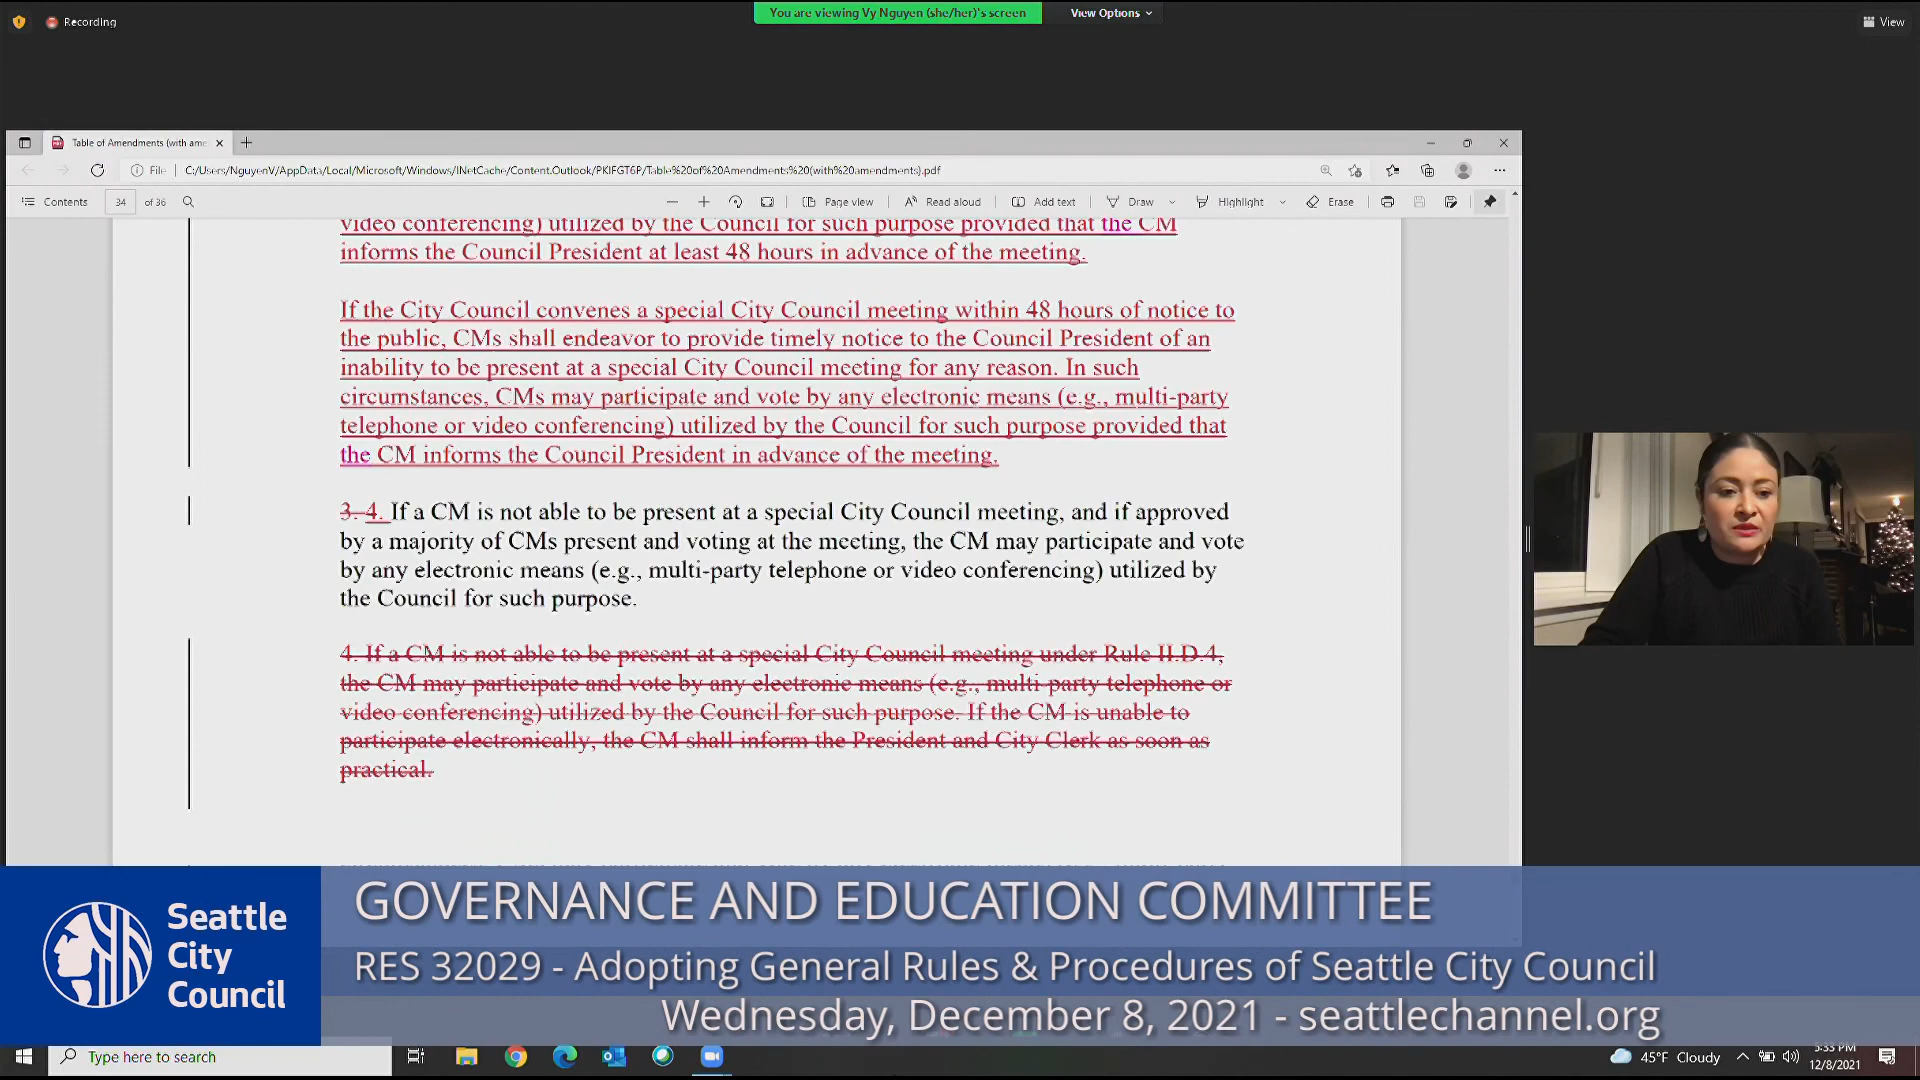 Recording
You are viewing Vy Nguyen (she/her)'s screen
View Options
View
Table of Amendments (with ame
File
C:/Users/NguyenV/AppData/Local/Microsoft/Windows/INetCache/Content.Outlook/PKIFGT6P/Table%20of%20Amendments%20(with%20amendments).pdf
Contents
34
of 36
Page view
Read aloud
Add text
Draw
Highlight
Erase
video conferencing) utilized by the Council for such purpose provided that the CM
informs the Council President at least 48 hours in advance of the meeting.
If the City Council convenes a special City Council meeting within 48 hours of notice to
the public, CMs shall endeavor to provide timely notice to the Council President of an
inability to be present at a special City Council meeting for any reason. In such
circumstances, CMs may participate and vote by any electronic means (e.g., multi-party
telephone or video conferencing) utilized by the Council for such purpose provided that
the CM informs the Council President in advance of the meeting.
3. 4. If a CM is not able to be present at a special City Council meeting, and if approved
by a majority of CMs present and voting at the meeting, the CM may participate and vote
by any electronic means (e.g., multi-party telephone or video conferencing) utilized by
the Council for such purpose.
4. If a CM is not able to be present at a special City Council meeting under Rule II.D.4,
the CM may participate and vote by any electronic means (e.g., multi-party telephone or
video conferencing) utilized by the Council for such purpose. If the CM is unable to
participate electronically, the CM shall inform the President and City Clerk as soon as
practical.
Seattle
City
Council
GOVERNANCE AND EDUCATION COMMITTEE
RES 32029 - Adopting General Rules & Procedures of Seattle City Council
Wednesday, December 8, 2021 - seattlechannel.org
Type here to search
45°F Cloudy
5:33 PM
12/8/2021